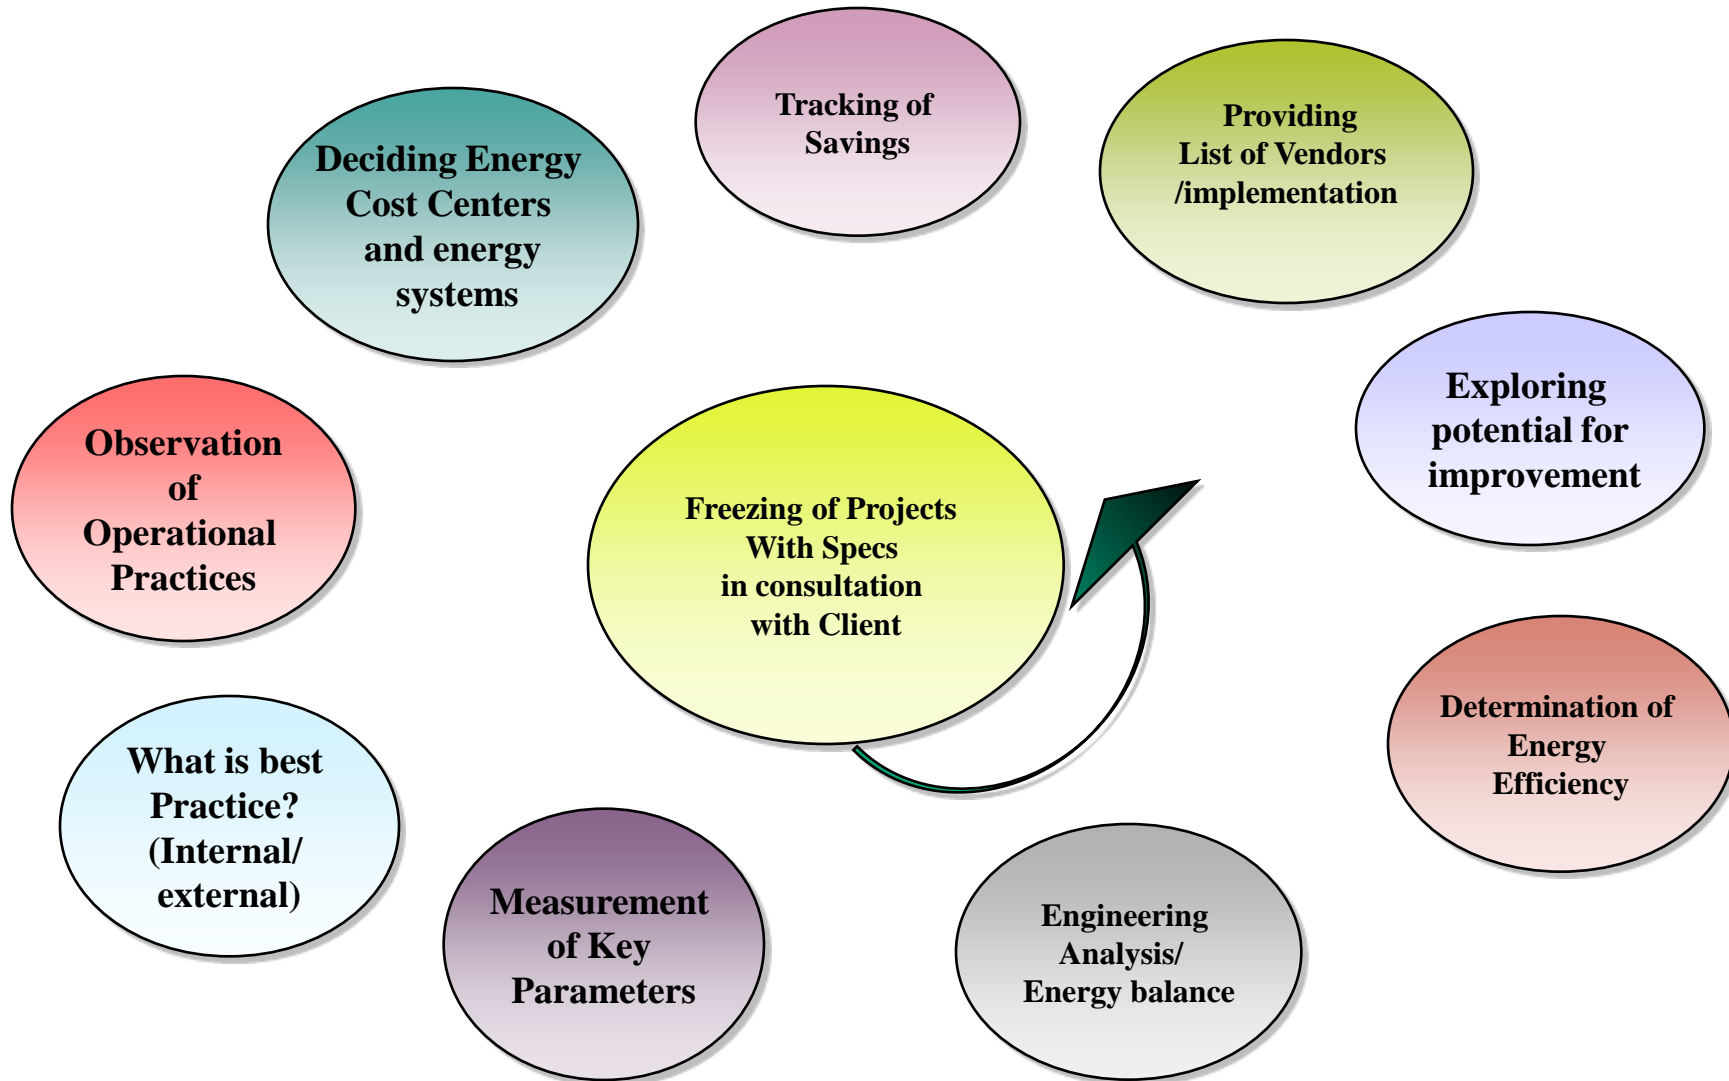 Tracking of
Savings
Providing
List of Vendors
/implementation
Deciding Energy
Cost Centers
and energy
systems
Exploring
potential for
improvement
Observation
of
Operational
Practices
Freezing of Projects
With Specs
in consultation
with Client
Determination of
Energy
Efficiency
What is best
Practice?
(Internal/
external)
Measurement
of Key
Parameters
Engineering
Analysis/
Energy balance